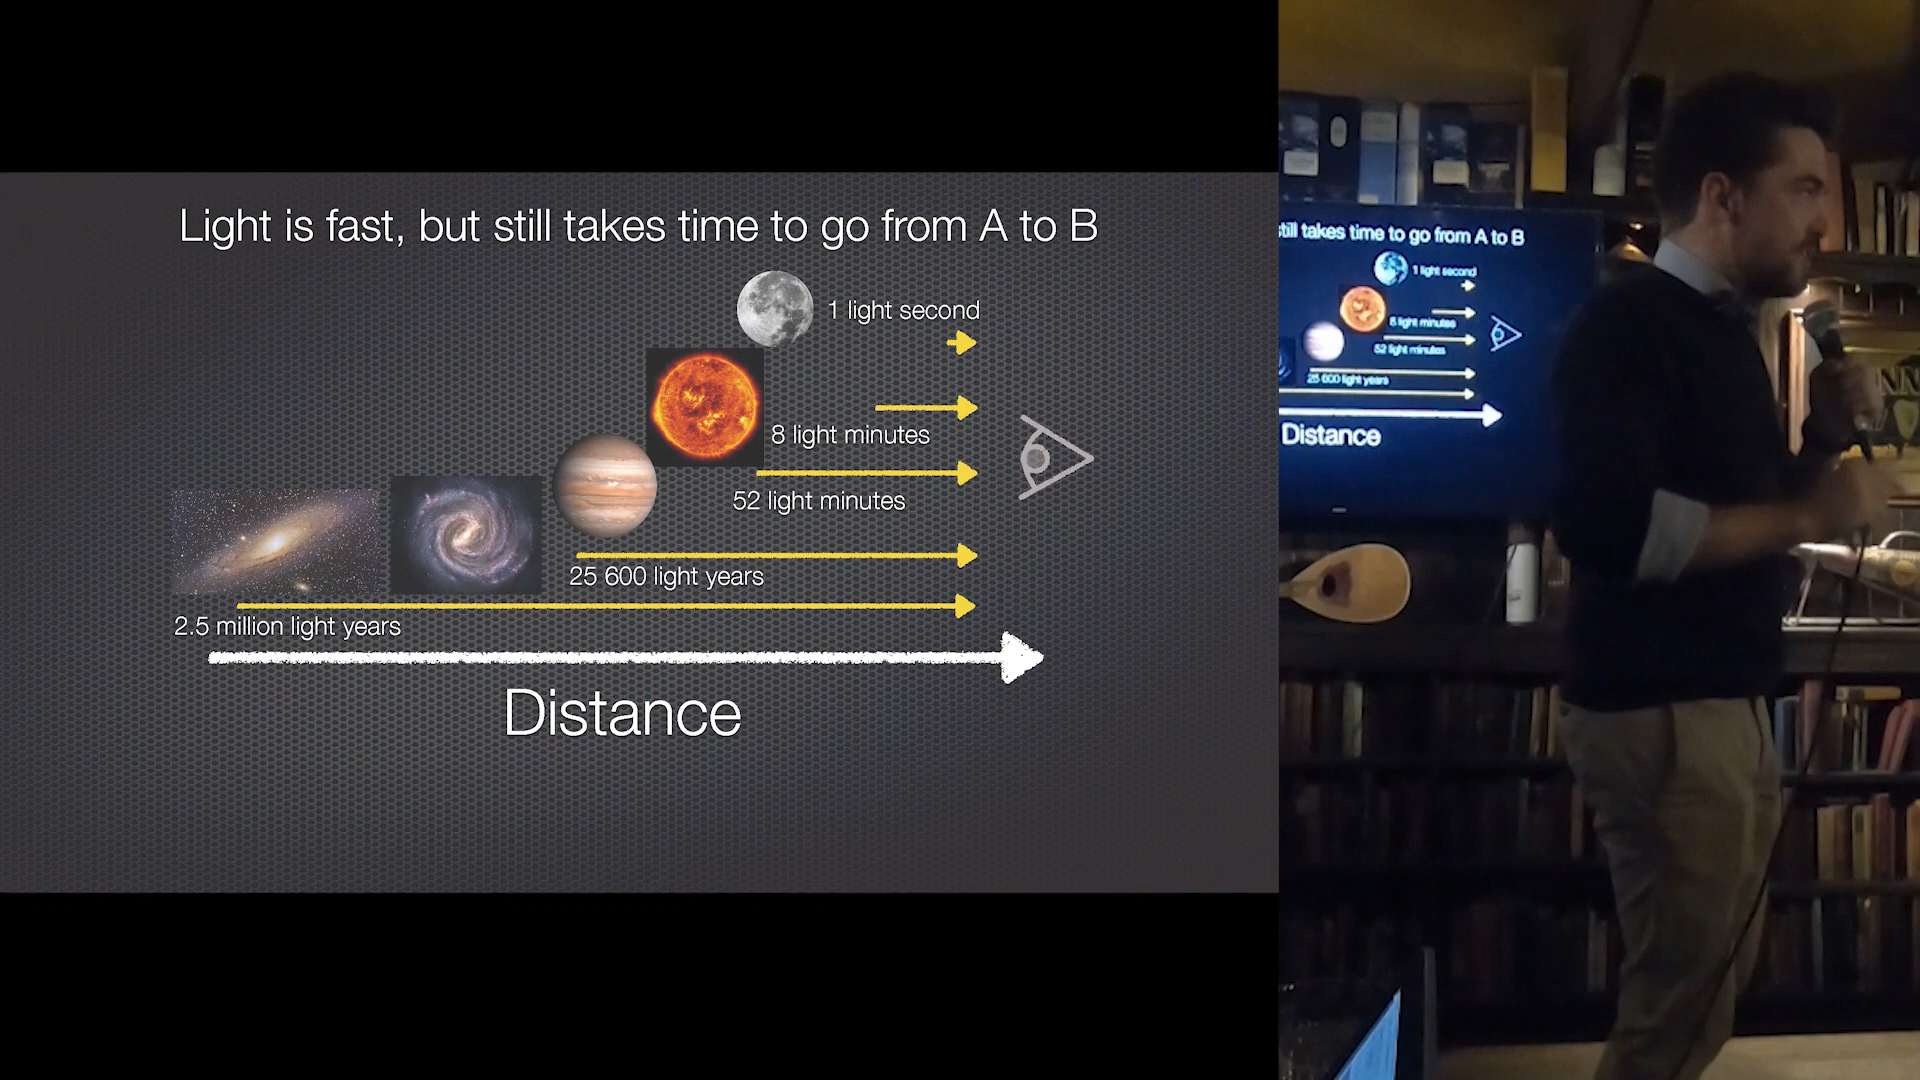 Light is fast, but still takes time to go from A to B
1 light second
8 light minutes
52 light minutes
25 600 light years
2.5 million light years
Distance
still takes time to go from A to B
1 light second
8 light minutes
52 light minutes
25 600 light years
Distance